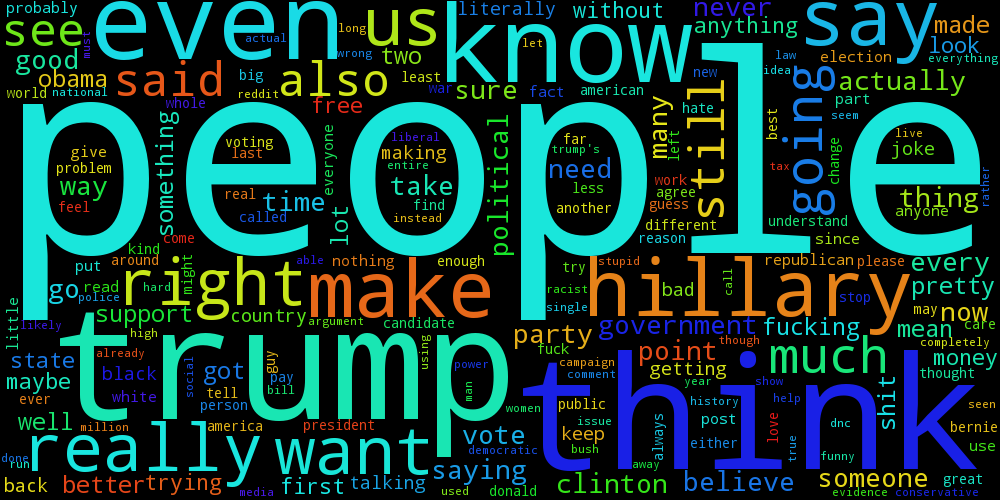 probably
see
good
world
national
must
obama
even
actual
long
wrong
us
two
least
war
said
big
reddit
also
whole
free
know
let
sure
fact
literally
without
american
never
anything
new
hate
say
made
look
election
law
idea
everything
actually
going
part
seem
people
give
problem
way
feel
something
voting
last
real
called
time
everyone
lot
liberal
making
entire
take
find
instead
political
far
trump's
need
less
another
many
left
work
agree
guess
different
reason
still
best
tax
change
understand
since
live
joke
thing
anyone
rather
come
kind
around
put
read
go
police
hard
might
right
able
nothing
enough
make
try
racist
single
stupid
hillary
bad
call
republican
please
stop
every
pretty
may
now
care
little
likely
support
high
country
argument
candidate
trump
already
state
maybe
ever
black
white
well
million
social
got
tell
person
america
guy
pay
bill
president
using
power
man
women
party
fuck
government
campaign
comment
point
though
getting
year
fucking
much
mean
completely
money
thought
think
show
history
help
public
issue
keep
bush
post
either
always
away
love
true
dnc
funny
shit
seen
bernie
use
done
run
really
back
better
trying
want
media
first
talking
vote
democratic
saying
used
donald
clinton
believe
someone
evidence
conservative
great